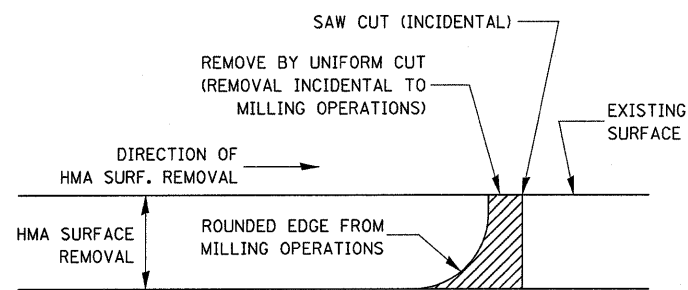 SAW CUT (INCIDENTAL)
REMOVE BY UNIFORM CUT
(REMOVAL INCIDENTAL TO
MILLING OPERATIONS)
EXISTING
SURFACE
DIRECTION OF
HMA SURF. REMOVAL
HMA SURFACE
REMOVAL
ROUNDED EDGE FROM
MILLING OPERATIONS